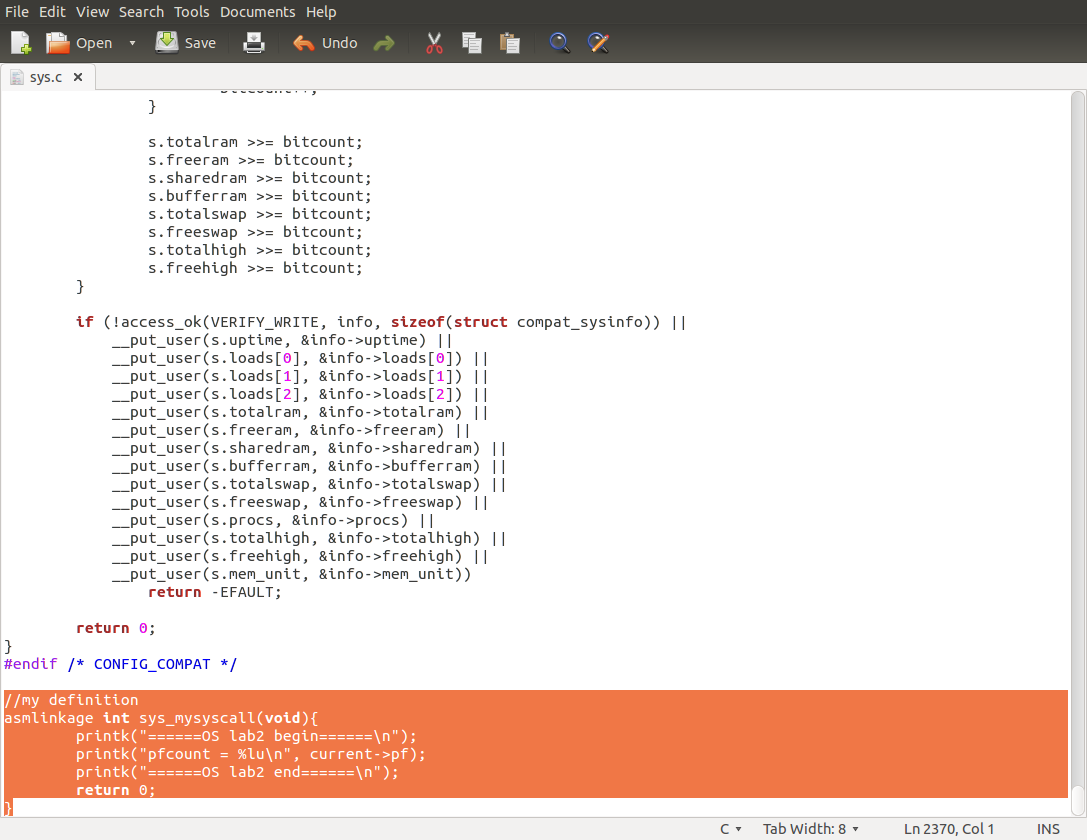 File Edit View Search Tools Documents Help
Open Save Undo
sys.c
}
s.totalram >>= bitcount;
s.freeram >>= bitcount;
s.sharedram >>= bitcount;
s.bufferram >>= bitcount;
s.totalswap >>= bitcount;
s.freeswap >>= bitcount;
s.totalhigh >>= bitcount;
s.freehigh >>= bitcount;
}
if (!access_ok(VERIFY_WRITE, info, sizeof(struct compat_sysinfo)) ||
__put_user(s.uptime, &info->uptime) ||
__put_user(s.loads[0], &info->loads[0]) ||
__put_user(s.loads[1], &info->loads[1]) ||
__put_user(s.loads[2], &info->loads[2]) ||
__put_user(s.totalram, &info->totalram) ||
__put_user(s.freeram, &info->freeram) ||
__put_user(s.sharedram, &info->sharedram) ||
__put_user(s.bufferram, &info->bufferram) ||
__put_user(s.totalswap, &info->totalswap) ||
__put_user(s.freeswap, &info->freeswap) ||
__put_user(s.procs, &info->procs) ||
__put_user(s.totalhigh, &info->totalhigh) ||
__put_user(s.freehigh, &info->freehigh) ||
__put_user(s.mem_unit, &info->mem_unit))
return -EFAULT;
return 0;
}
#endif /* CONFIG_COMPAT */
//my definition
asmlinkage int sys_mysyscall(void){
printk("======OS lab2 begin======\n");
printk("pfcount = %lu\n", current->pf);
printk("======OS lab2 end======\n");
return 0;
}
C Tab Width: 8 Ln 2370, Col 1 INS